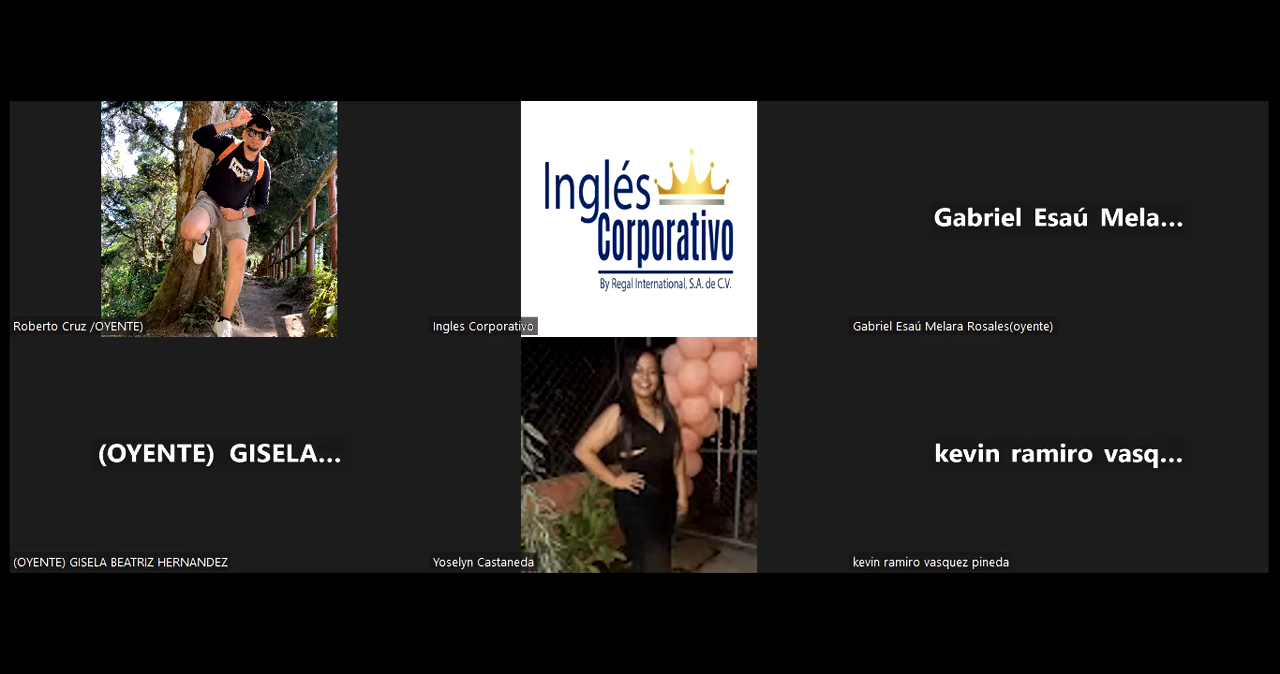 Roberto Cruz /OYENTE)
Inglés
Corporativo
By Regal International, S.A. de C.V.
Ingles Corporativo
Gabriel Esaú Mela...
Gabriel Esaú Melara Rosales(oyente)
(OYENTE) GISELA...
(OYENTE) GISELA BEATRIZ HERNANDEZ
Yoselyn Castaneda
kevin ramiro vasq...
kevin ramiro vasquez pineda